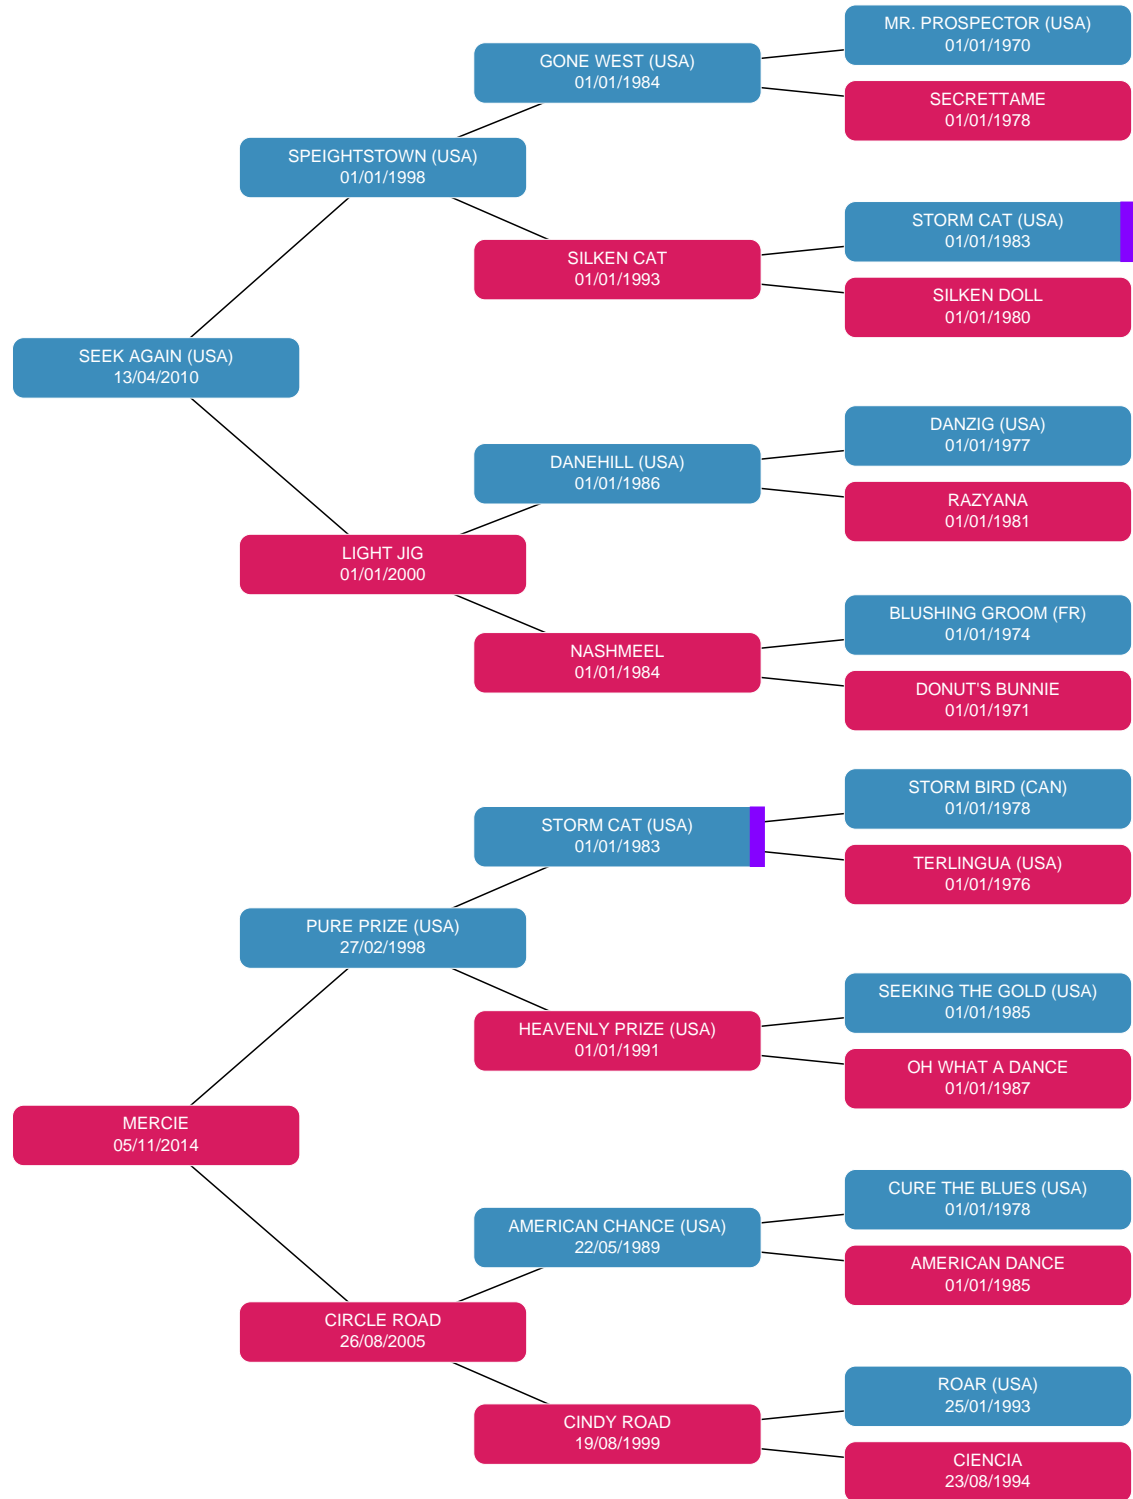 MR. PROSPECTOR (USA)
01/01/1970
GONE WEST (USA)
01/01/1984
SECRETTAME
01/01/1978
SPEIGHTSTOWN (USA)
01/01/1998
STORM CAT (USA)
01/01/1983
SILKEN CAT
01/01/1993
SILKEN DOLL
01/01/1980
SEEK AGAIN (USA)
13/04/2010
DANZIG (USA)
01/01/1977
DANEHILL (USA)
01/01/1986
RAZYANA
01/01/1981
LIGHT JIG
01/01/2000
BLUSHING GROOM (FR)
01/01/1974
NASHMEEL
01/01/1984
DONUT'S BUNNIE
01/01/1971
STORM BIRD (CAN)
01/01/1978
STORM CAT (USA)
01/01/1983
TERLINGUA (USA)
01/01/1976
PURE PRIZE (USA)
27/02/1998
SEEKING THE GOLD (USA)
01/01/1985
HEAVENLY PRIZE (USA)
01/01/1991
OH WHAT A DANCE
01/01/1987
MERCIE
05/11/2014
CURE THE BLUES (USA)
01/01/1978
AMERICAN CHANCE (USA)
22/05/1989
AMERICAN DANCE
01/01/1985
CIRCLE ROAD
26/08/2005
ROAR (USA)
25/01/1993
CINDY ROAD
19/08/1999
CIENCIA
23/08/1994